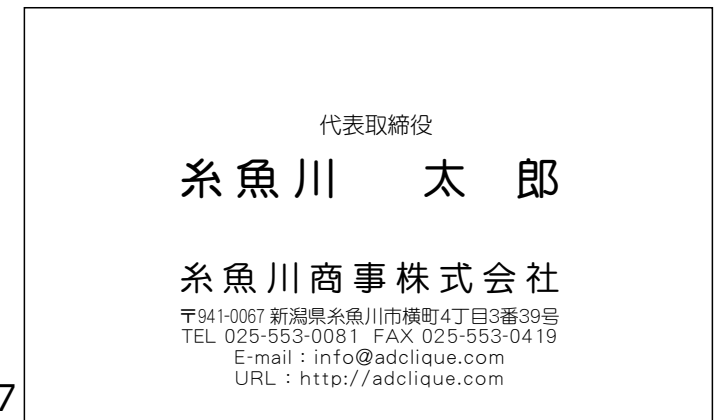 代表取締役
糸魚川　太郎
糸魚川商事株式会社
〒941-0067 新潟県糸魚川市横町4丁目3番39号
TEL 025-553-0081 FAX 025-553-0419
E-mail：info@adclique.com
URL：http://adclique.com
7